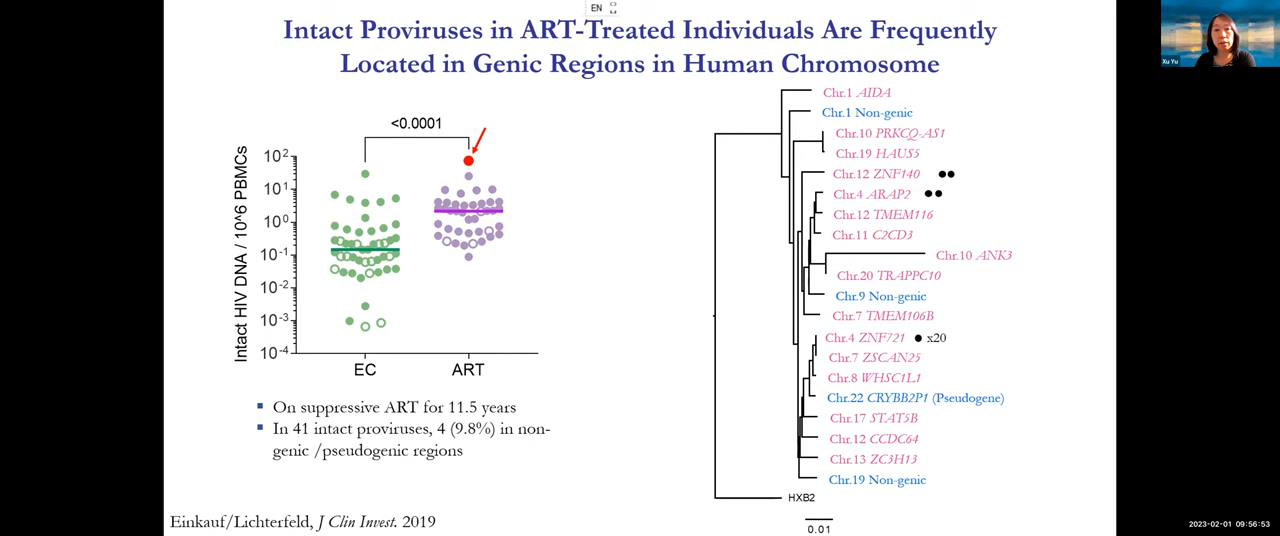 EN
Intact Proviruses in ART-Treated Individuals Are Frequently
Located in Genic Regions in Human Chromosome
Xu Yu
<0.0001
Intact HIV DNA / 10^6 PBMCs
10^2
10^1
10^0
10^-1
10^-2
10^-3
10^-4
EC
ART
▪ On suppressive ART for 11.5 years
▪ In 41 intact proviruses, 4 (9.8%) in non-
genic /pseudogenic regions
Chr.1 AIDA
Chr.1 Non-genic
Chr.10 PRKCQ-AS1
Chr.19 HAUS5
Chr.12 ZNF140
Chr.4 ARAP2
Chr.12 TMEM116
Chr.11 C2CD3
Chr.10 ANK3
Chr.20 TRAPPC10
Chr.9 Non-genic
Chr.7 TMEM106B
Chr.4 ZNF721 ● x20
Chr.7 ZSCAN25
Chr.8 WHSC1L1
Chr.22 CRYBB2P1 (Pseudogene)
Chr.17 STAT5B
Chr.12 CCDC64
Chr.13 ZC3H13
Chr.19 Non-genic
HXB2
0.01
Einkauf/Lichterfeld, J Clin Invest. 2019
2023-02-01 09:56:53